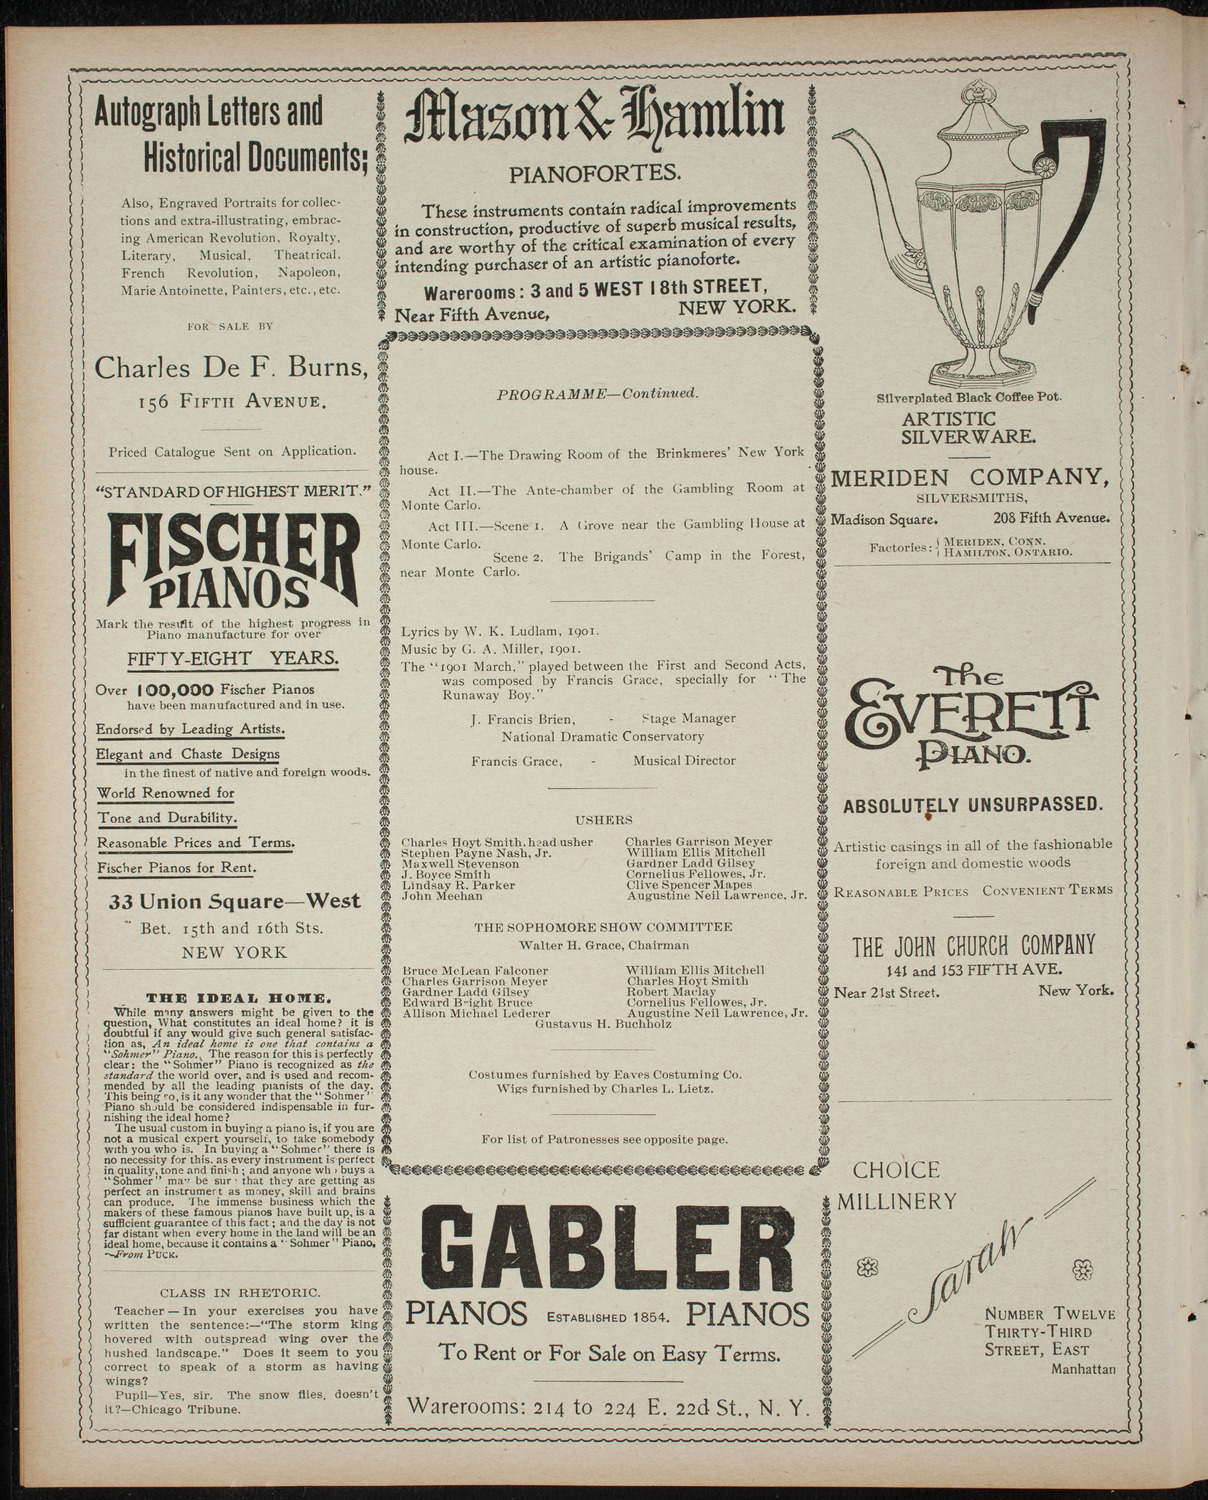 Autograph Letters and
Historical Documents;
Also, Engraved Portraits for collec-
tions and extra-illustrating, embrac-
ing American Revolution, Royalty,
Literary, Musical, Theatrical,
French Revolution, Napoleon,
Marie Antoinette, Painters, etc., etc.
FOR SALE BY
Charles De F. Burns,
156 FIFTH AVENUE.
Priced Catalogue Sent on Application.
"STANDARD OF HIGHEST MERIT."
FISCHER
PIANOS
Mark the result of the highest progress in
Piano manufacture for over
FIFTY-EIGHT YEARS.
Over 100,000 Fischer Pianos
have been manufactured and in use.
Endorsed by Leading Artists.
Elegant and Chaste Designs
in the finest of native and foreign woods.
World Renowned for
Tone and Durability.
Reasonable Prices and Terms.
Fischer Pianos for Rent.
33 Union Square—West
Bet. 15th and 16th Sts.
NEW YORK
THE IDEAL HOME.
While many answers might be given to the
question, What constitutes an ideal home? it is
doubtful if any would give such general satisfac-
tion as, An ideal home is one that contains a
"Sohmer" Piano. The reason for this is perfectly
clear: the "Sohmer" Piano is recognized as the
standard the world over, and is used and recom-
mended by all the leading pianists of the day.
This being so, is it any wonder that the "Sohmer"
Piano should be considered indispensable in fur-
nishing the ideal home?
The usual custom in buying a piano is, if you are
not a musical expert yourself, to take somebody
with you who is. In buying a "Sohmer" there is
no necessity for this, as every instrument is perfect
in quality, tone and finish; and anyone who buys a
"Sohmer" may be sure that they are getting as
perfect an instrument as money, skill and brains
can produce. The immense business which the
makers of these famous pianos have built up, is a
sufficient guarantee of this fact; and the day is not
far distant when every home in the land will be an
ideal home, because it contains a "Sohmer" Piano.
—From PUCK.
CLASS IN RHETORIC.
Teacher—In your exercises you have
written the sentence:—"The storm king
hovered with outspread wing over the
hushed landscape." Does it seem to you
correct to speak of a storm as having
wings?
Pupil—Yes, sir. The snow flies, doesn't
it?—Chicago Tribune.
Mason & Hamlin
PIANOFORTES.
These instruments contain radical improvements
in construction, productive of superb musical results,
and are worthy of the critical examination of every
intending purchaser of an artistic pianoforte.
Warerooms: 3 and 5 WEST 18th STREET,
Near Fifth Avenue, NEW YORK.
PROGRAMME—Continued.
Act I.—The Drawing Room of the Brinkmeres' New York
house.
Act II.—The Ante-chamber of the Gambling Room at
Monte Carlo.
Act III.—Scene 1. A Grove near the Gambling House at
Monte Carlo.
Scene 2. The Brigands' Camp in the Forest,
near Monte Carlo.
Lyrics by W. K. Ludlam, 1901.
Music by G. A. Miller, 1901.
The "1901 March," played between the First and Second Acts,
was composed by Francis Grace, specially for "The
Runaway Boy."
J. Francis Brien, - Stage Manager
National Dramatic Conservatory
Francis Grace, - Musical Director
USHERS
Charles Hoyt Smith, head usher Charles Garrison Meyer
Stephen Payne Nash, Jr. William Ellis Mitchell
Maxwell Stevenson Gardner Ladd Gilsey
J. Boyce Smith Cornelius Fellowes, Jr.
Lindsay R. Parker Clive Spencer Mapes
John Meehan Augustine Neil Lawrence, Jr.
THE SOPHOMORE SHOW COMMITTEE
Walter H. Grace, Chairman
Bruce McLean Falconer William Ellis Mitchell
Charles Garrison Meyer Charles Hoyt Smith
Gardner Ladd Gilsey Robert Maclay
Edward Bright Bruce Cornelius Fellowes, Jr.
Allison Michael Lederer Augustine Neil Lawrence, Jr.
Gustavus H. Buchholz
Costumes furnished by Eaves Costuming Co.
Wigs furnished by Charles L. Lietz.
For list of Patronesses see opposite page.
GABLER
PIANOS ESTABLISHED 1854. PIANOS
To Rent or For Sale on Easy Terms.
Warerooms: 214 to 224 E. 22d St., N. Y.
Silverplated Black Coffee Pot.
ARTISTIC
SILVERWARE.
MERIDEN COMPANY,
SILVERSMITHS,
Madison Square. 208 Fifth Avenue.
Factories: { MERIDEN, CONN.
HAMILTON, ONTARIO.
The
EVERETT
PIANO.
ABSOLUTELY UNSURPASSED.
Artistic casings in all of the fashionable
foreign and domestic woods
REASONABLE PRICES CONVENIENT TERMS
THE JOHN CHURCH COMPANY
141 and 153 FIFTH AVE.
Near 21st Street. New York.
CHOICE
MILLINERY
Sarah
NUMBER TWELVE
THIRTY-THIRD
STREET, EAST
Manhattan